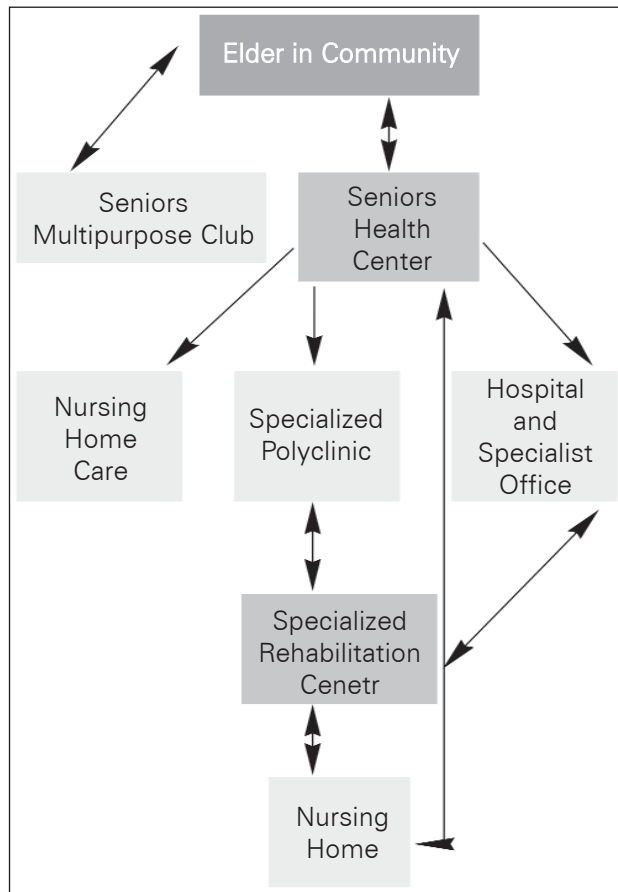 Elder in Community
Seniors
Multipurpose Club
Seniors
Health
Center
Nursing
Home
Care
Specialized
Polyclinic
Hospital
and
Specialist
Office
Specialized
Rehabilitation
Cenetr
Nursing
Home